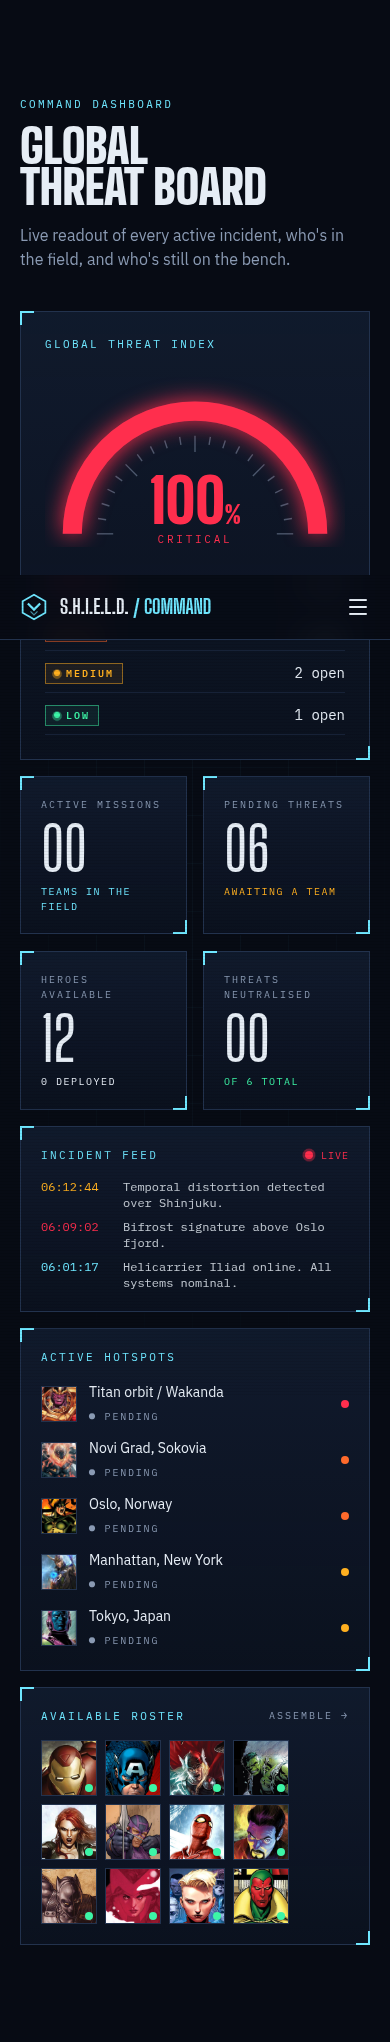 COMMAND DASHBOARD
GLOBAL
THREAT BOARD
Live readout of every active incident, who's in
the field, and who's still on the bench.
GLOBAL THREAT INDEX
100%
CRITICAL
S.H.I.E.L.D. / COMMAND
MEDIUM 2 open
LOW 1 open
ACTIVE MISSIONS
00
TEAMS IN THE
FIELD
PENDING THREATS
06
AWAITING A TEAM
HEROES
AVAILABLE
12
0 DEPLOYED
THREATS
NEUTRALISED
00
OF 6 TOTAL
INCIDENT FEED LIVE
06:12:44 Temporal distortion detected
over Shinjuku.
06:09:02 Bifrost signature above Oslo
fjord.
06:01:17 Helicarrier Iliad online. All
systems nominal.
ACTIVE HOTSPOTS
Titan orbit / Wakanda
PENDING
Novi Grad, Sokovia
PENDING
Oslo, Norway
PENDING
Manhattan, New York
PENDING
Tokyo, Japan
PENDING
AVAILABLE ROSTER ASSEMBLE →